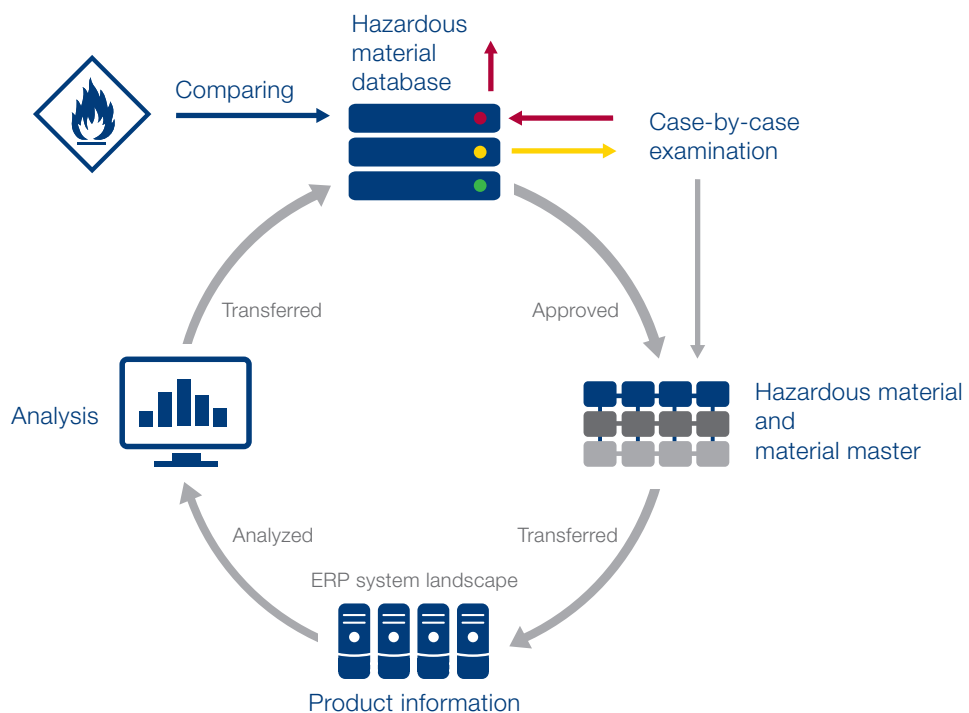 Hazardous
material
database
Comparing
Case-by-case
examination
Transferred
Approved
Analysis
Hazardous material
and
material master
Analyzed
Transferred
ERP system landscape
Product information